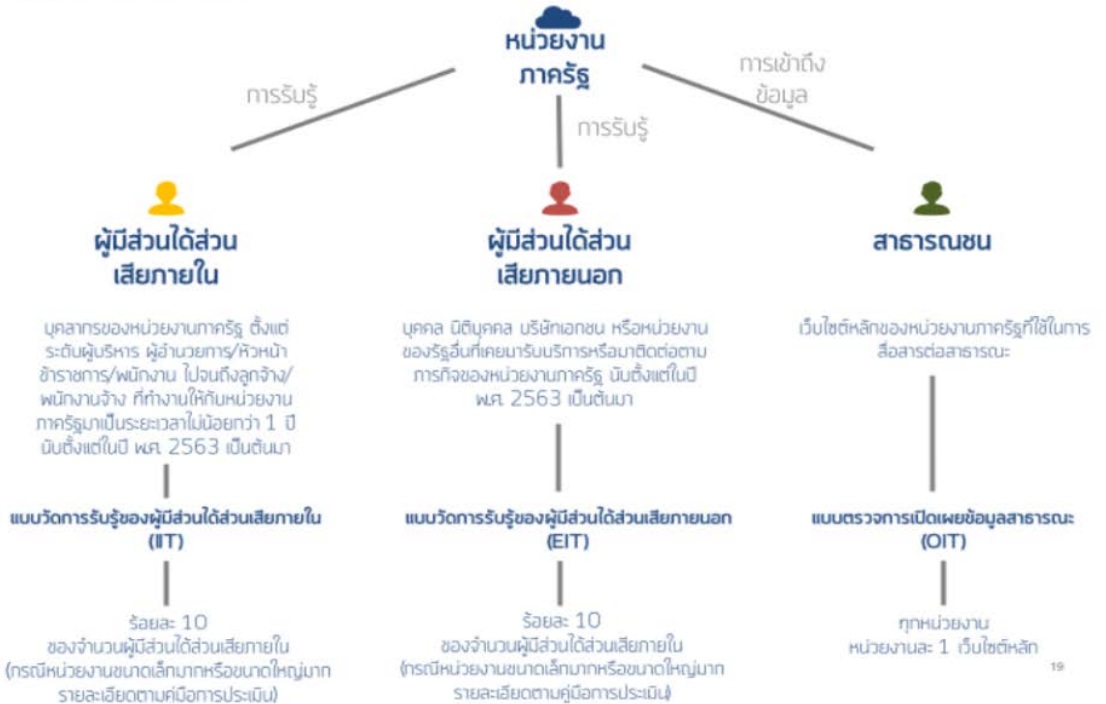 หน่วยงาน
ภาครัฐ
การรับรู้
การรับรู้
การเข้าถึง
ข้อมูล
ผู้มีส่วนได้ส่วน
เสียภายใน
บุคลากรของหน่วยงานภาครัฐ ตั้งแต่
ระดับผู้บริหาร ผู้อำนวยการ/หัวหน้า
ข้าราชการ/พนักงาน ไปจนถึงลูกจ้าง/
พนักงานจ้าง ที่ทำงานให้กับหน่วยงาน
ภาครัฐมาเป็นระยะเวลาไม่น้อยกว่า 1 ปี
นับตั้งแต่ในปี พ.ศ. 2563 เป็นต้นมา
แบบวัดการรับรู้ของผู้มีส่วนได้ส่วนเสียภายใน
(IIT)
ร้อยละ 10
ของจำนวนผู้มีส่วนได้ส่วนเสียภายใน
(กรณีหน่วยงานขนาดเล็กมากหรือขนาดใหญ่มาก
รายละเอียดตามคู่มือการประเมิน)
ผู้มีส่วนได้ส่วน
เสียภายนอก
บุคคล นิติบุคคล บริษัทเอกชน หรือหน่วยงาน
ของรัฐอื่นที่เคยมารับบริการหรือมาติดต่อตาม
ภารกิจของหน่วยงานภาครัฐ นับตั้งแต่ในปี
พ.ศ. 2563 เป็นต้นมา
แบบวัดการรับรู้ของผู้มีส่วนได้ส่วนเสียภายนอก
(EIT)
ร้อยละ 10
ของจำนวนผู้มีส่วนได้ส่วนเสียภายใน
(กรณีหน่วยงานขนาดเล็กมากหรือขนาดใหญ่มาก
รายละเอียดตามคู่มือการประเมิน)
สาธารณชน
เว็บไซต์หลักของหน่วยงานภาครัฐที่ใช้ในการ
สื่อสารต่อสาธารณะ
แบบตรวจการเปิดเผยข้อมูลสาธารณะ
(OIT)
ทุกหน่วยงาน
หน่วยงานละ 1 เว็บไซต์หลัก
19